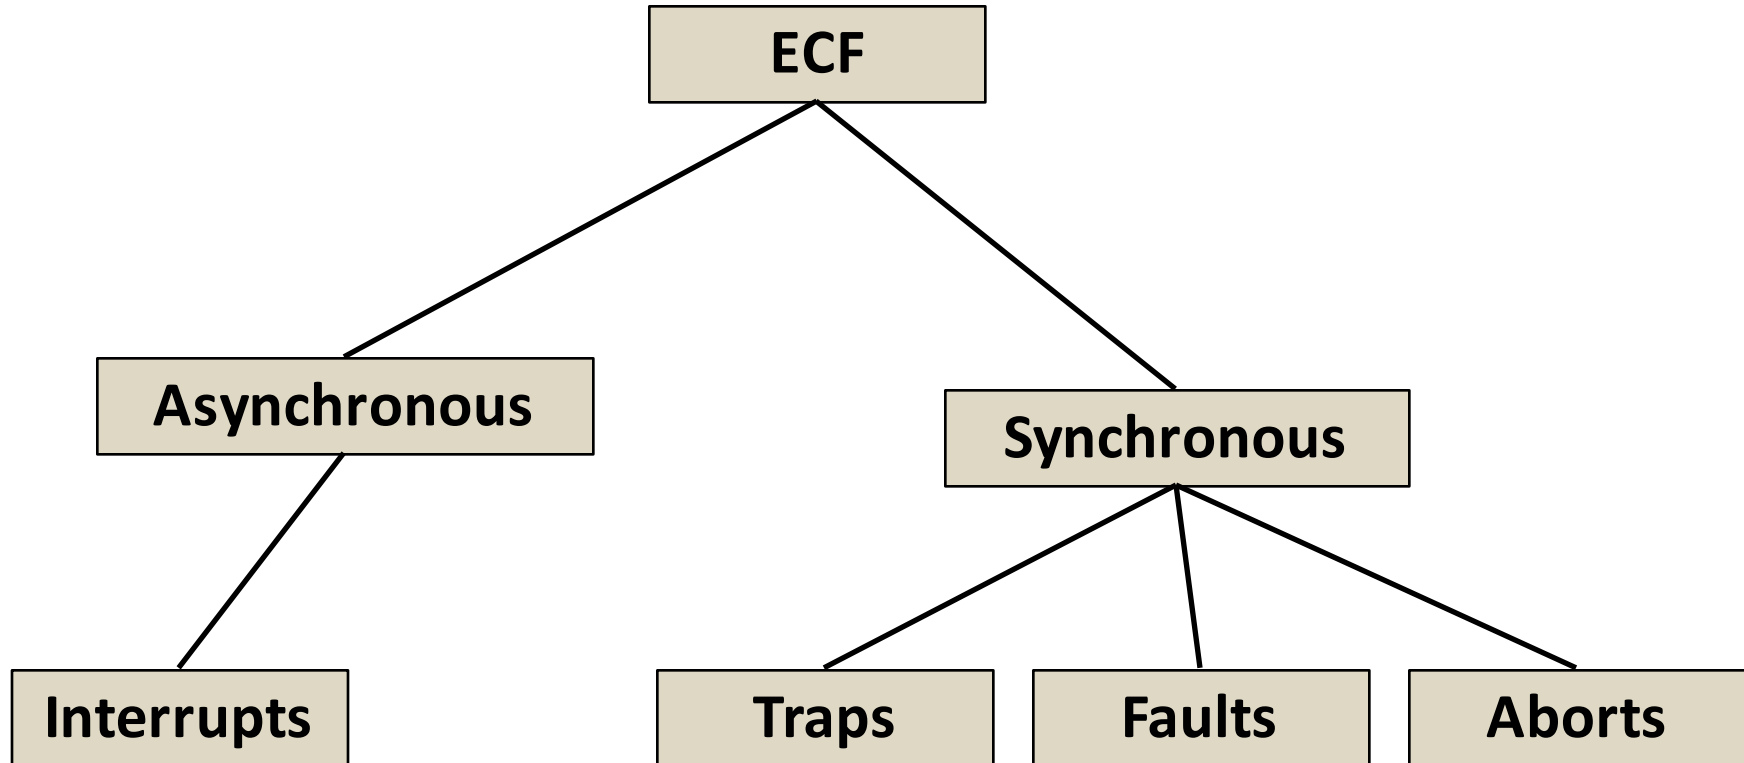 ECF
Asynchronous
Synchronous
Interrupts
Traps
Faults
Aborts